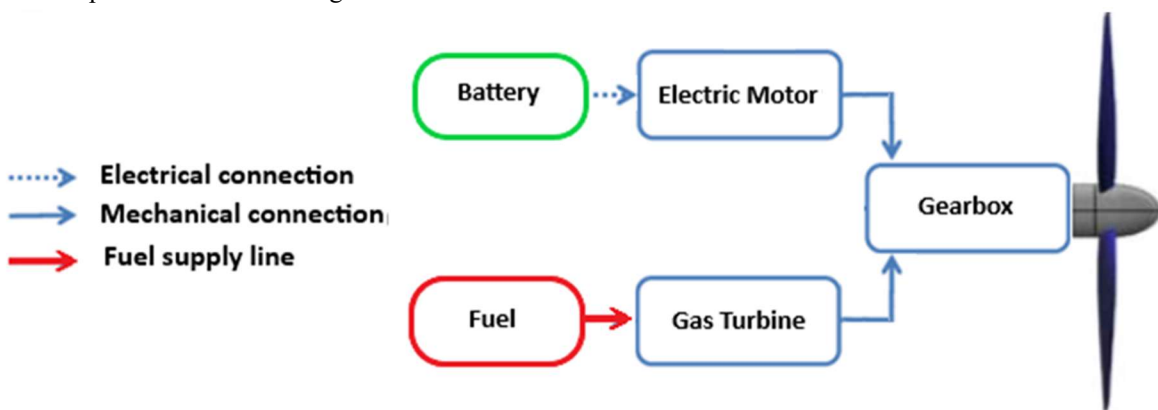 Battery
Electric Motor
Electrical connection
Mechanical connection
Fuel supply line
Gearbox
Fuel
Gas Turbine